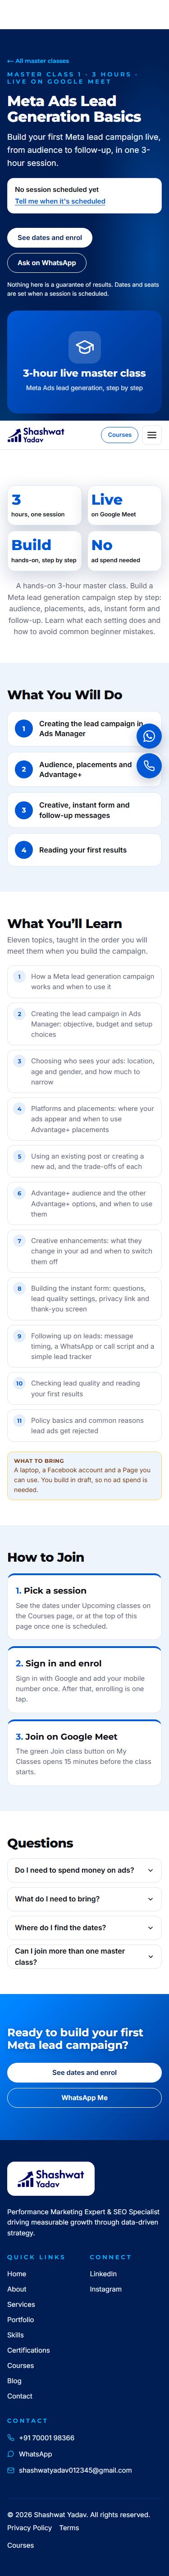 ← All master classes
MASTER CLASS 1 · 3 HOURS ·
LIVE ON GOOGLE MEET
Meta Ads Lead
Generation Basics
Build your first Meta lead campaign live,
from audience to follow-up, in one 3-
hour session.
No session scheduled yet
Tell me when it's scheduled
See dates and enrol
Ask on WhatsApp
Nothing here is a guarantee of results. Dates and seats
are set when a session is scheduled.
3-hour live master class
Meta Ads lead generation, step by step
Shashwat
Yadav
Courses
3
hours, one session
Live
on Google Meet
Build
hands-on, step by step
No
ad spend needed
A hands-on 3-hour master class. Build a
Meta lead generation campaign step by step:
audience, placements, ads, instant form and
follow-up. Learn what each setting does and
how to avoid common beginner mistakes.
What You Will Do
1
Creating the lead campaign in
Ads Manager
2
Audience, placements and
Advantage+
3
Creative, instant form and
follow-up messages
4
Reading your first results
What You'll Learn
Eleven topics, taught in the order you will
meet them when you build the campaign.
1
How a Meta lead generation campaign
works and when to use it
2
Creating the lead campaign in Ads
Manager: objective, budget and setup
choices
3
Choosing who sees your ads: location,
age and gender, and how much to
narrow
4
Platforms and placements: where your
ads appear and when to use
Advantage+ placements
5
Using an existing post or creating a
new ad, and the trade-offs of each
6
Advantage+ audience and the other
Advantage+ options, and when to use
them
7
Creative enhancements: what they
change in your ad and when to switch
them off
8
Building the instant form: questions,
lead quality settings, privacy link and
thank-you screen
9
Following up on leads: message
timing, a WhatsApp or call script and a
simple lead tracker
10
Checking lead quality and reading
your first results
11
Policy basics and common reasons
lead ads get rejected
WHAT TO BRING
A laptop, a Facebook account and a Page you
can use. You build in draft, so no ad spend is
needed.
How to Join
1. Pick a session
See the dates under Upcoming classes on
the Courses page, or at the top of this
page once one is scheduled.
2. Sign in and enrol
Sign in with Google and add your mobile
number once. After that, enrolling is one
tap.
3. Join on Google Meet
The green Join class button on My
Classes opens 15 minutes before the class
starts.
Questions
Do I need to spend money on ads?
What do I need to bring?
Where do I find the dates?
Can I join more than one master
class?
Ready to build your first
Meta lead campaign?
See dates and enrol
WhatsApp Me
Shashwat
Yadav
Performance Marketing Expert & SEO Specialist
driving measurable growth through data-driven
strategy.
QUICK LINKS
Home
About
Services
Portfolio
Skills
Certifications
Courses
Blog
Contact
CONNECT
LinkedIn
Instagram
CONTACT
+91 70001 98366
WhatsApp
shashwatyadav012345@gmail.com
© 2026 Shashwat Yadav. All rights reserved.
Privacy Policy Terms
Courses